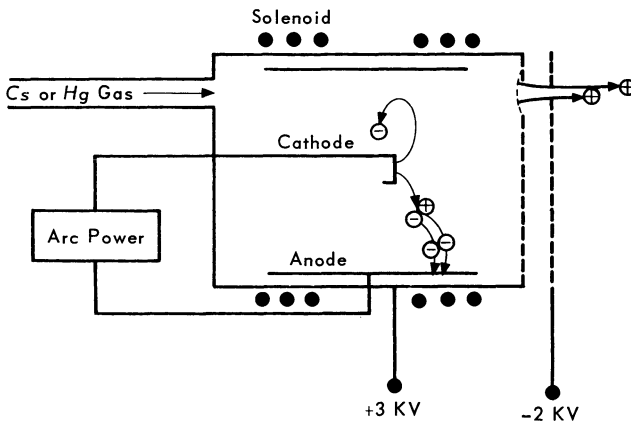 Solenoid
Cs or Hg Gas
Cathode
Arc Power
Anode
+3 KV
-2 KV